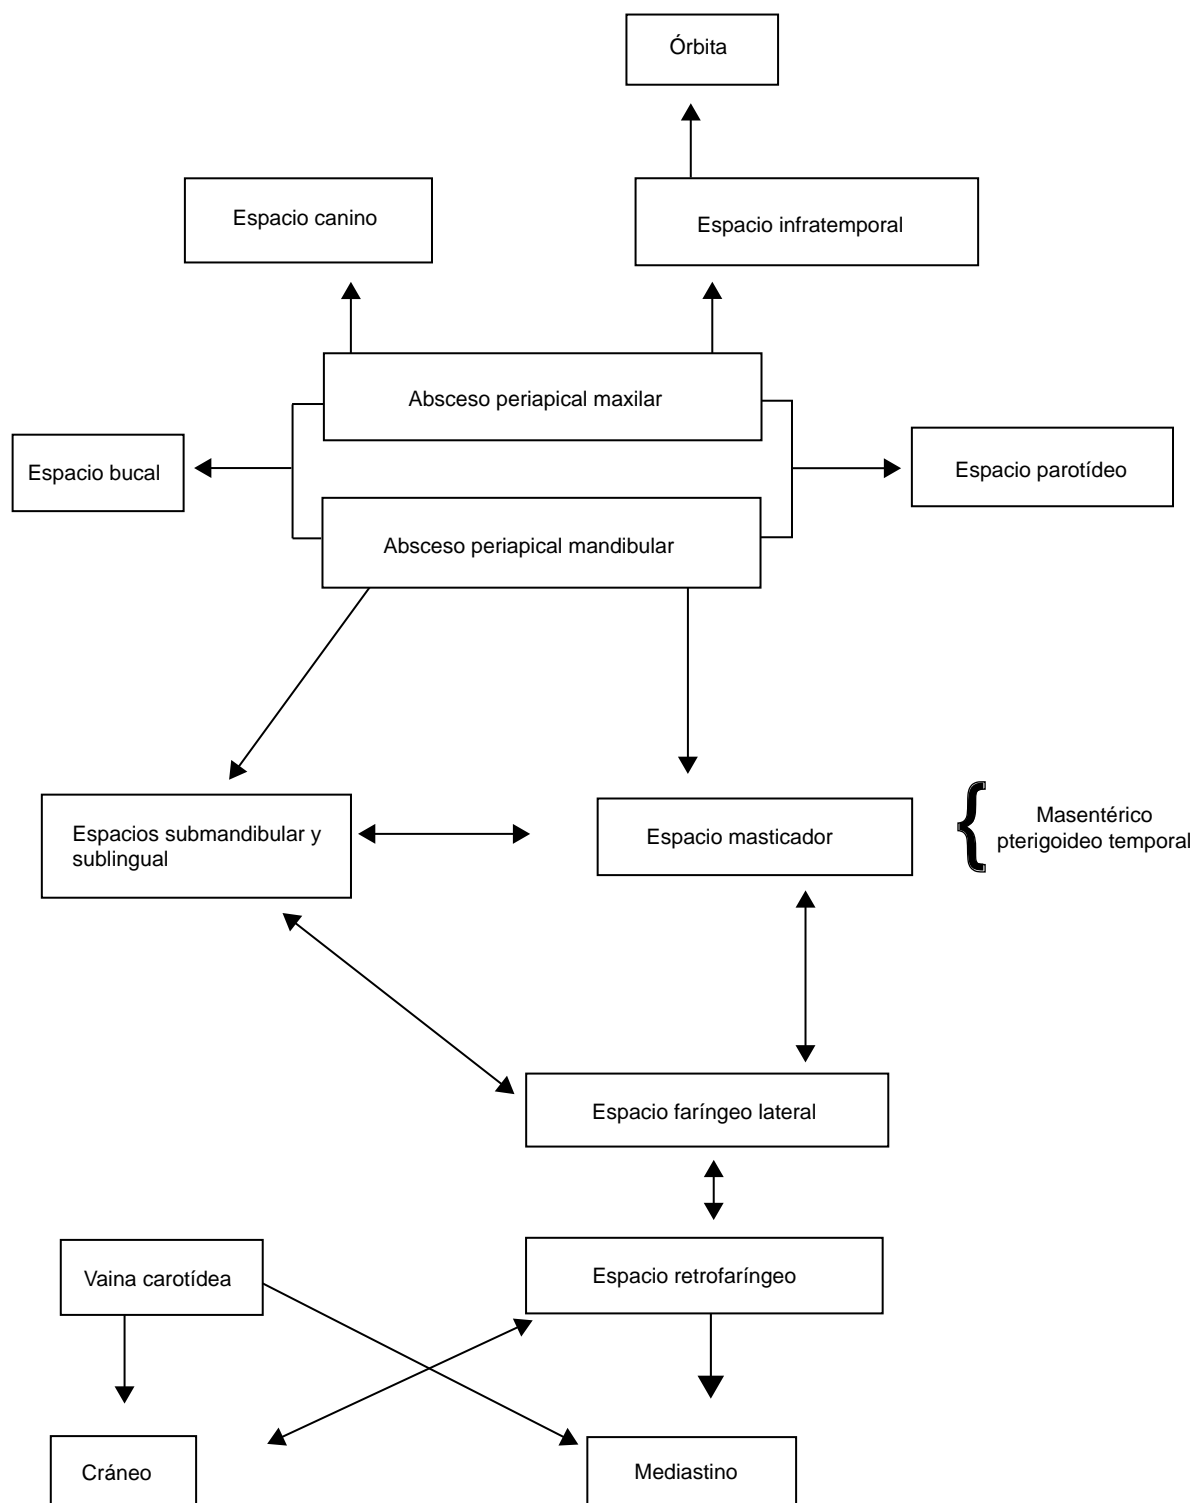 Órbita
Espacio canino
Espacio infratemporal
Absceso periapical maxilar
Espacio bucal
Espacio parotídeo
Absceso periapical mandibular
Espacios submandibular y
sublingual
Espacio masticador
{
Masentérico
pterigoideo temporal
Espacio faríngeo lateral
Vaina carotídea
Espacio retrofaríngeo
Cráneo
Mediastino